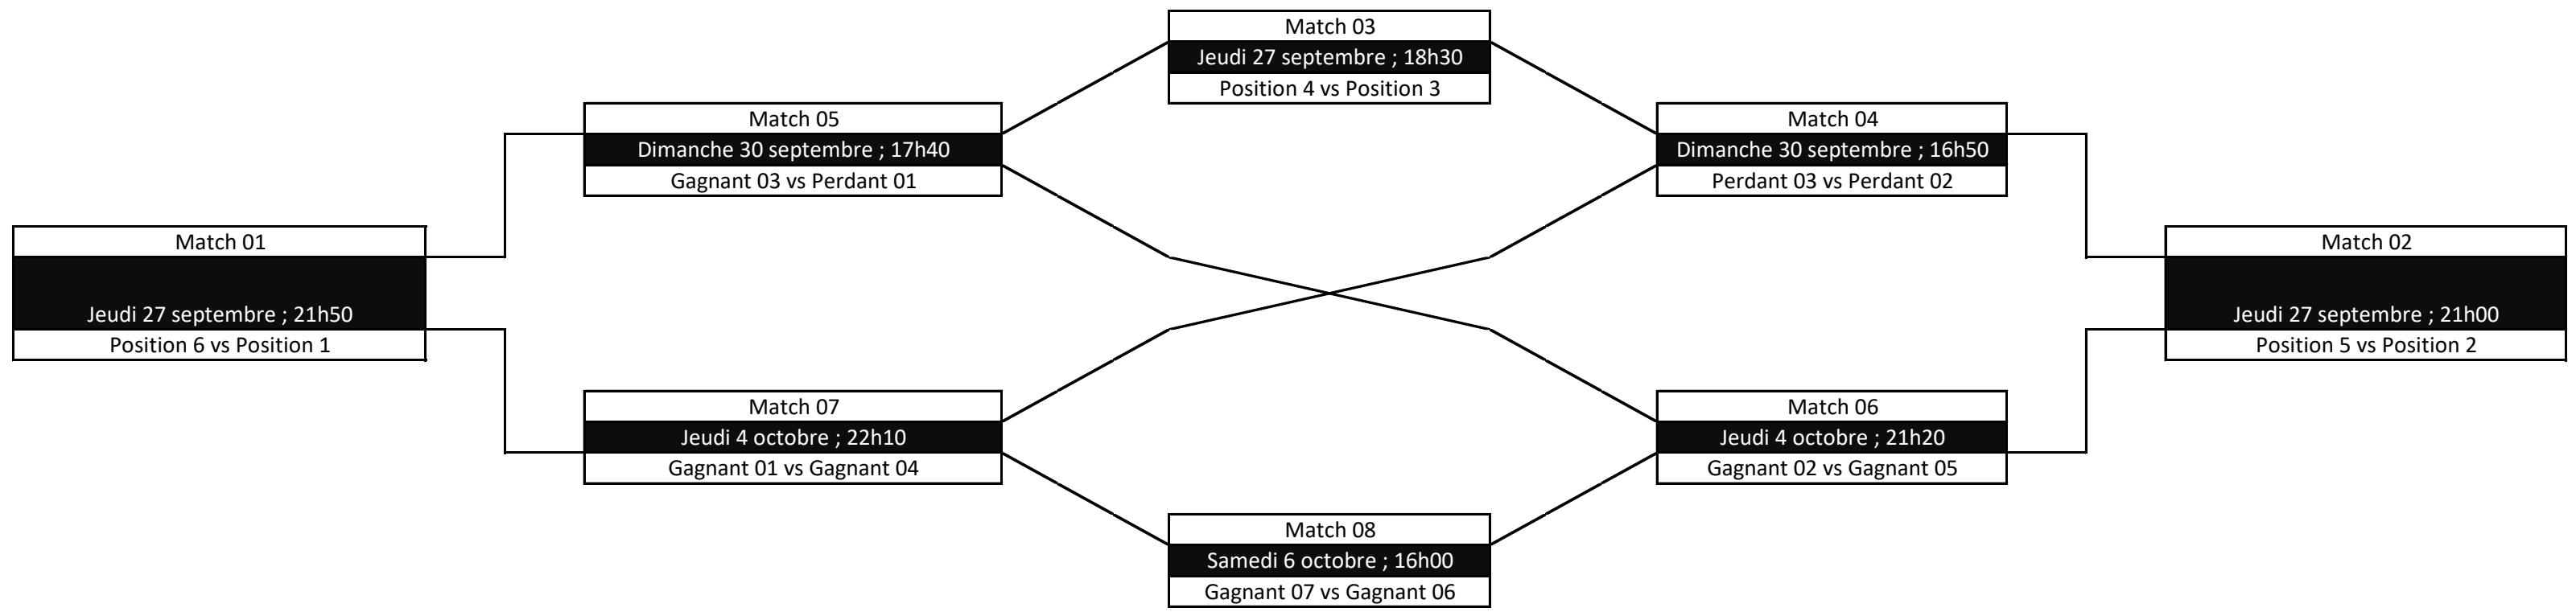 Match 03
Jeudi 27 septembre ; 18h30
Position 4 vs Position 3
Match 05
Dimanche 30 septembre ; 17h40
Gagnant 03 vs Perdant 01
Match 04
Dimanche 30 septembre ; 16h50
Perdant 03 vs Perdant 02
Match 01
Jeudi 27 septembre ; 21h50
Position 6 vs Position 1
Match 02
Jeudi 27 septembre ; 21h00
Position 5 vs Position 2
Match 07
Jeudi 4 octobre ; 22h10
Gagnant 01 vs Gagnant 04
Match 06
Jeudi 4 octobre ; 21h20
Gagnant 02 vs Gagnant 05
Match 08
Samedi 6 octobre ; 16h00
Gagnant 07 vs Gagnant 06